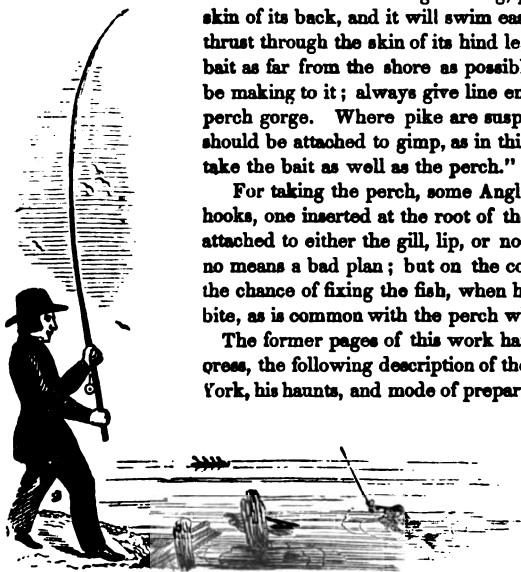 skin of its back, and it will swim eas
thrust through the skin of its hind le
bait as far from the shore as possibl
be making to it; always give line en
perch gorge. Where pike are susp
should be attached to gimp, as in thi
take the bait as well as the perch."
For taking the perch, some Angl
hooks, one inserted at the root of th
attached to either the gill, lip, or no
no means a bad plan; but on the co
the chance of fixing the fish, when h
bite, as is common with the perch w
The former pages of this work ha
press, the following description of the
York, his haunts, and mode of prepar